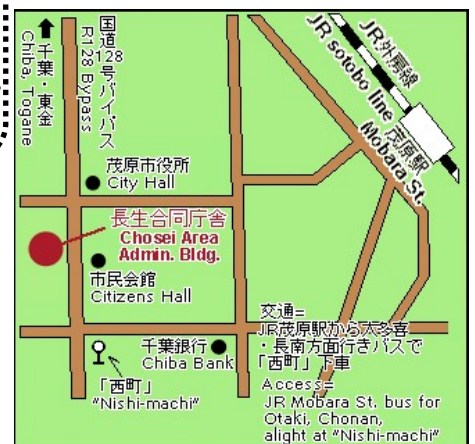 千葉・東金
Chiba, Togane
国道128号バイパス
R128 Bypass
JR外房線
JR sotobo line
茂原駅
Mobara St.
茂原市役所
City Hall
長生合同庁舎
Chosei Area
Admin. Bldg.
市民会館
Citizens Hall
千葉銀行
Chiba Bank
「西町」
"Nishi-machi"
交通=
JR茂原駅から大多喜
・長南方面行きバスで
「西町」下車
Access=
JR Mobara St. bus for
Otaki, Chonan,
alight at "Nishi-machi"